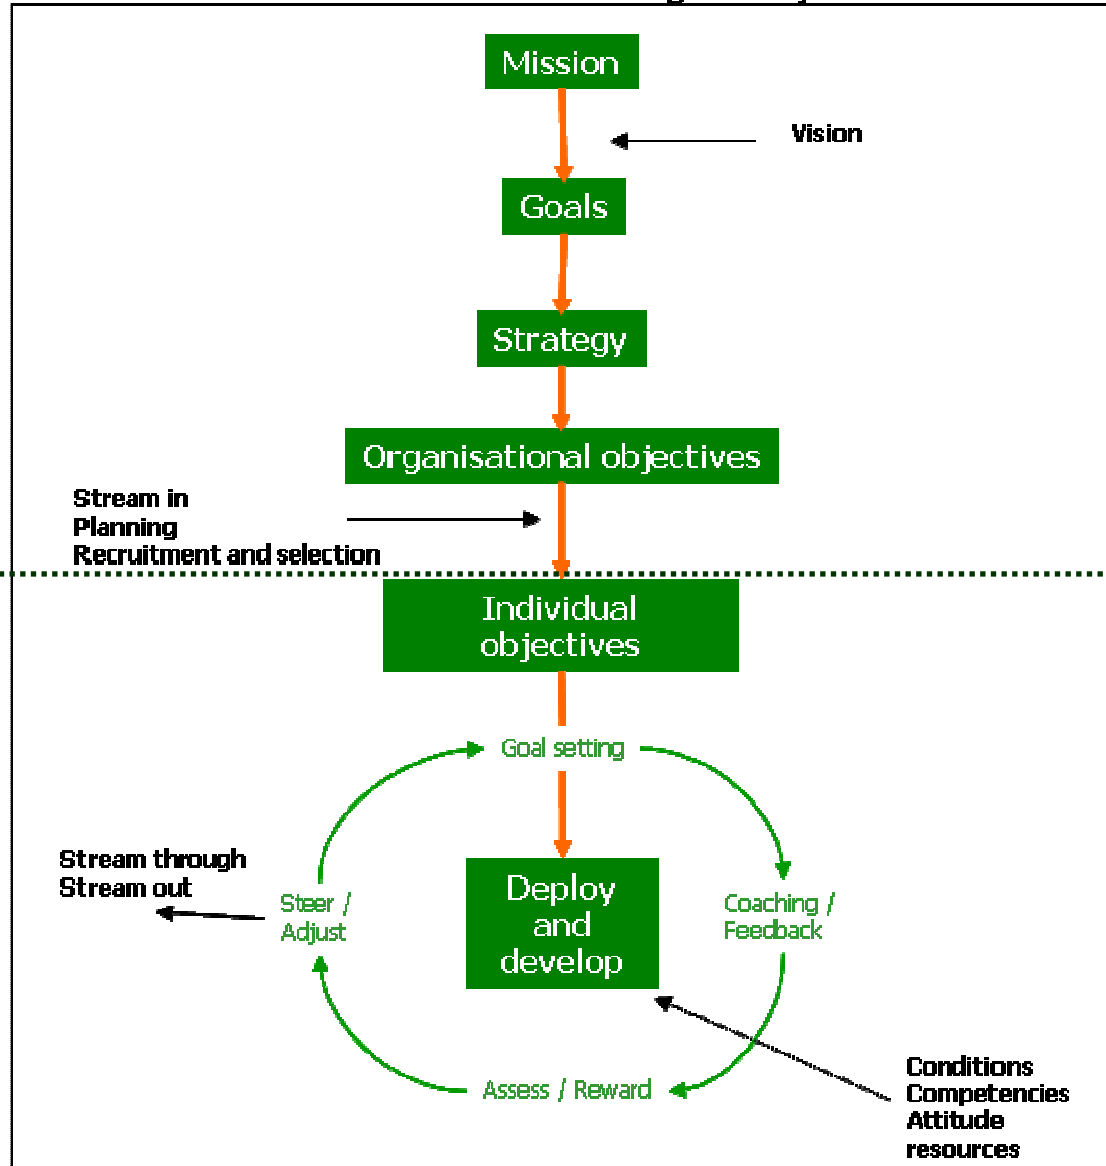 Mission
Vision
Goals
Strategy
Organisational objectives
Stream in
Planning
Recruitment and selection
Individual
objectives
Goal setting
Stream through
Stream out
Steer /
Adjust
Deploy
and
develop
Coaching /
Feedback
Assess / Reward
Conditions
Competencies
Attitude
resources